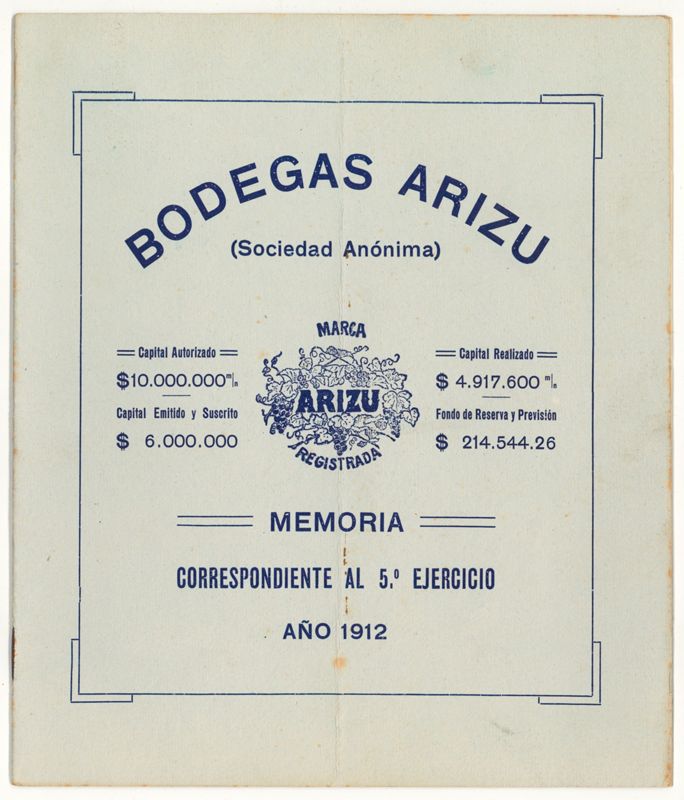 BODEGAS ARIZU
(Sociedad Anónima)
MARCA
ARIZU
REGISTRADA
Capital Autorizado
$10.000.000 m|n
Capital Emitido y Suscrito
$ 6.000.000
Capital Realizado
$ 4.917.600 m|n
Fondo de Reserva y Previsión
$ 214.544.26
MEMORIA
CORRESPONDIENTE AL 5.º EJERCICIO
AÑO 1912